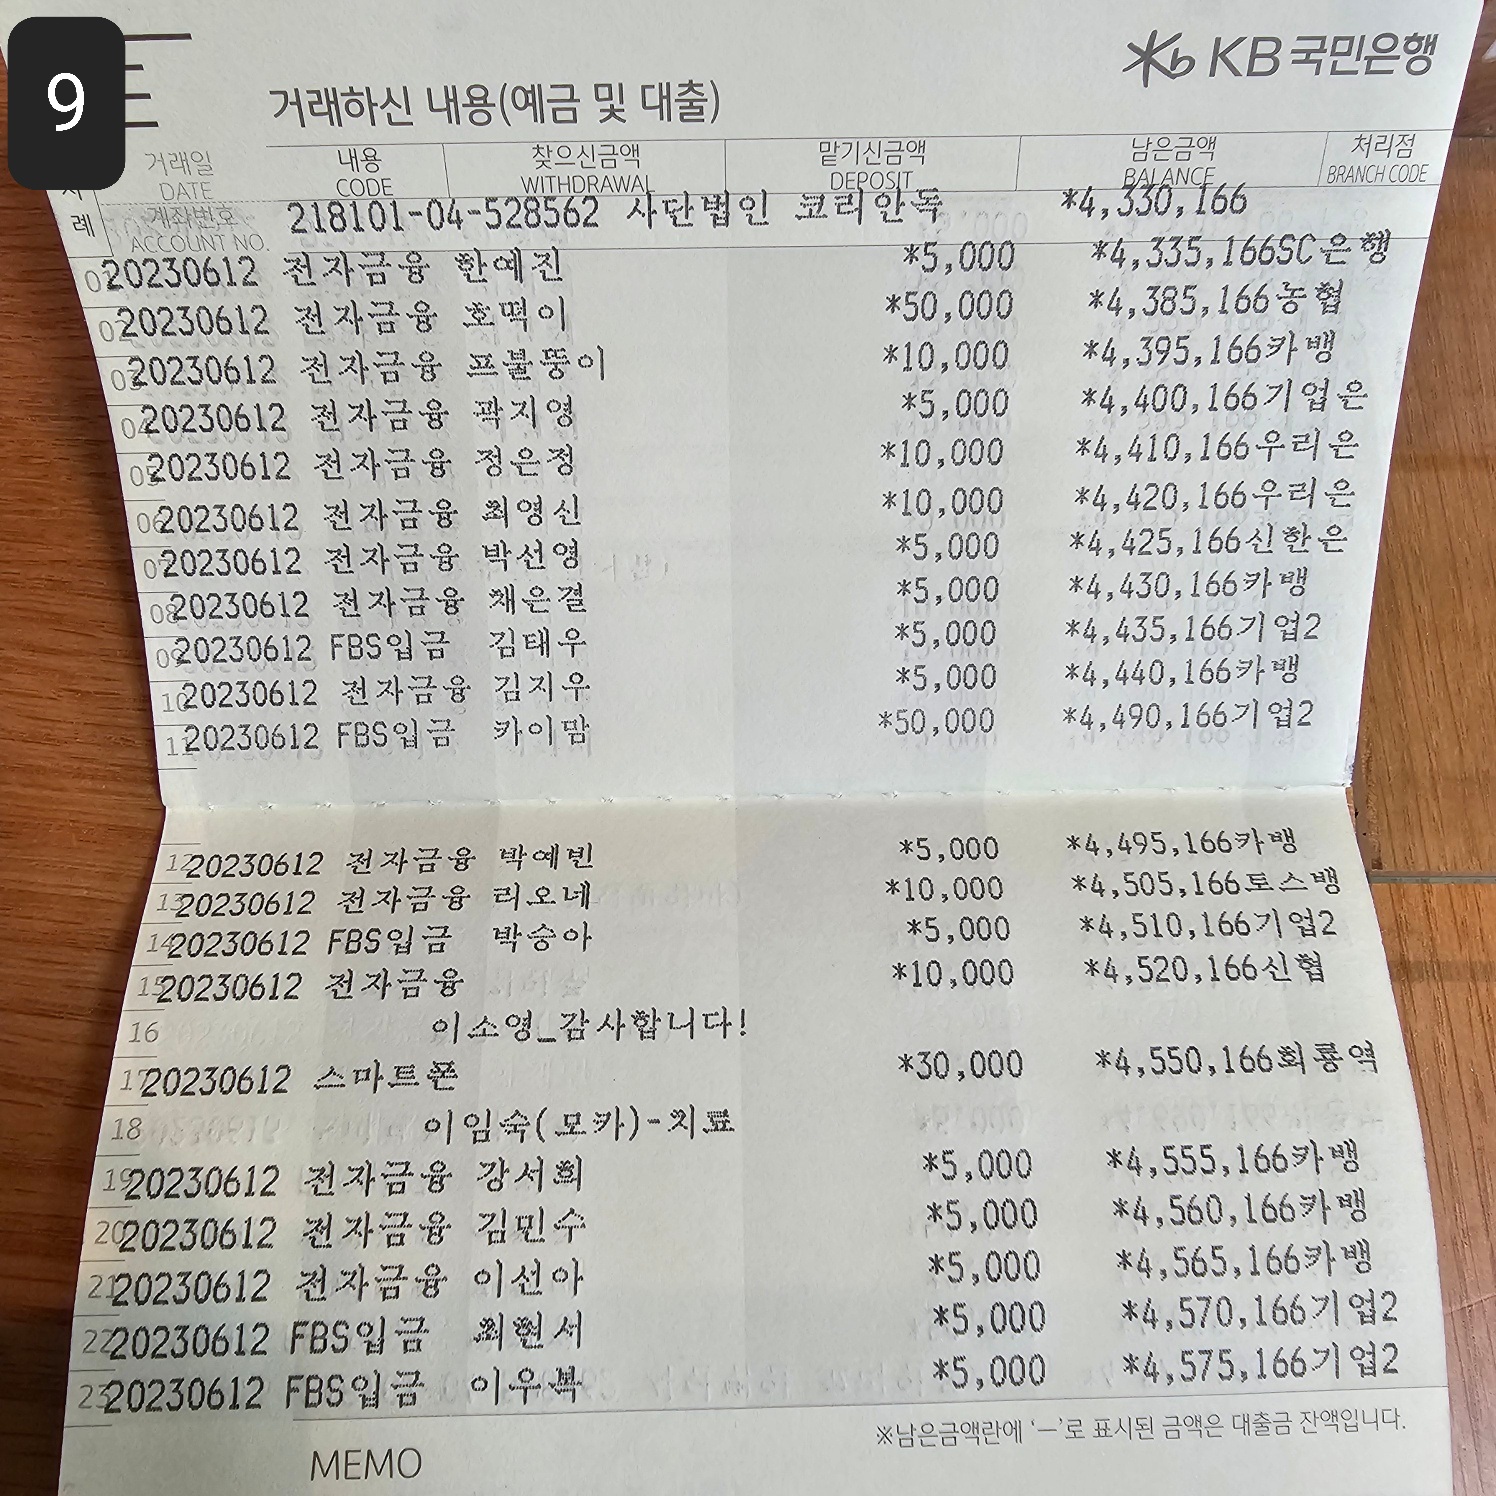 9
KB국민은행
거래하신 내용(예금 및 대출)
거래일 내용 찾으신금액 맡기신금액 남은금액 처리점
DATE CODE WITHDRAWAL DEPOSIT BALANCE BRANCH CODE
계좌번호 218101-04-528562 사단법인 코리안독 *4,330,166
례 ACCOUNT NO.
01 20230612 전자금융 한예진 *5,000 *4,335,166SC은행
02 20230612 전자금융 호떡이 *50,000 *4,385,166농협
03 20230612 전자금융 프불뚱이 *10,000 *4,395,166카뱅
04 20230612 전자금융 곽지영 *5,000 *4,400,166기업은
05 20230612 전자금융 정은정 *10,000 *4,410,166우리은
06 20230612 전자금융 최영신 *10,000 *4,420,166우리은
07 20230612 전자금융 박선영 *5,000 *4,425,166신한은
08 20230612 전자금융 채은결 *5,000 *4,430,166카뱅
09 20230612 FBS입금 김태우 *5,000 *4,435,166기업2
10 20230612 전자금융 김지우 *5,000 *4,440,166카뱅
11 20230612 FBS입금 카이맘 *50,000 *4,490,166기업2
12 20230612 전자금융 박예빈 *5,000 *4,495,166카뱅
13 20230612 전자금융 리오네 *10,000 *4,505,166토스뱅
14 20230612 FBS입금 박승아 *5,000 *4,510,166기업2
15 20230612 전자금융 *10,000 *4,520,166신협
16 이소영_감사합니다!
17 20230612 스마트폰 *30,000 *4,550,166회룡역
18 이임숙(모카)-치료
19 20230612 전자금융 강서희 *5,000 *4,555,166카뱅
20 20230612 전자금융 김민수 *5,000 *4,560,166카뱅
21 20230612 전자금융 이선아 *5,000 *4,565,166카뱅
22 20230612 FBS입금 최현서 *5,000 *4,570,166기업2
23 20230612 FBS입금 이우복 *5,000 *4,575,166기업2
※남은금액란에 '－'로 표시된 금액은 대출금 잔액입니다.
MEMO